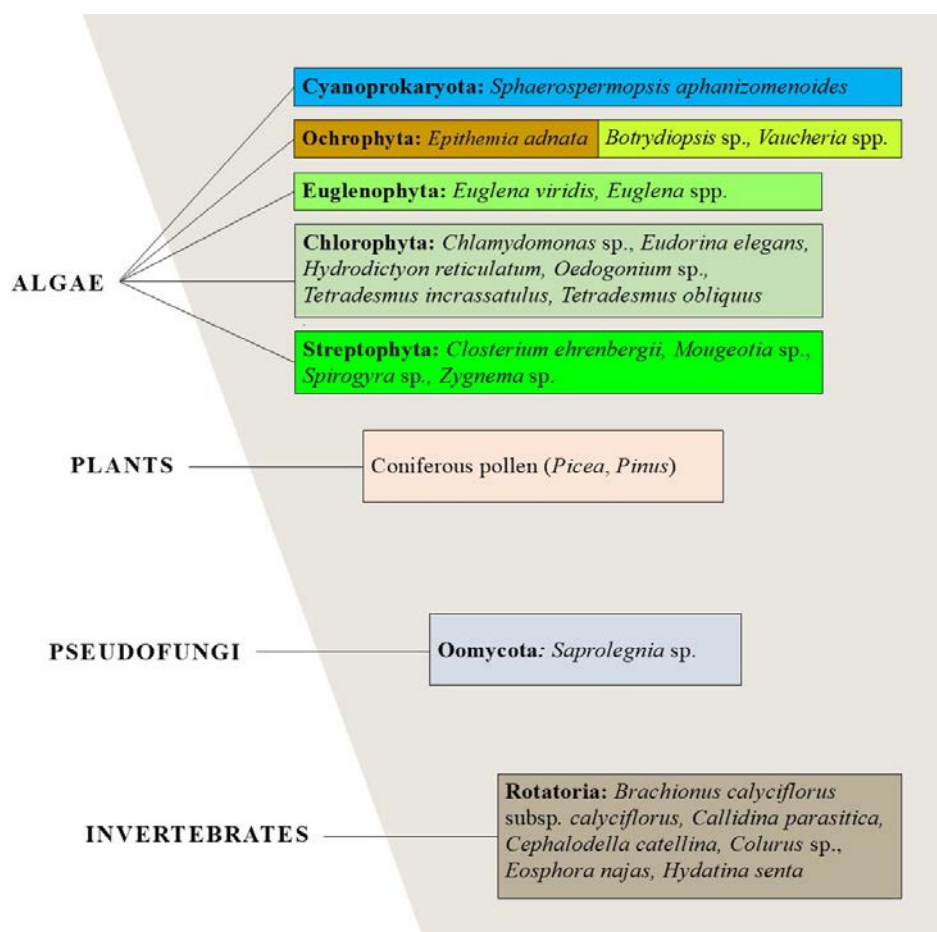 Cyanoprokaryota: Sphaerospermopsis aphanizomenoides
Ochrophyta: Epithemia adnata
Botrydiopsis sp., Vaucheria spp.
Euglenophyta: Euglena viridis, Euglena spp.
ALGAE
Chlorophyta: Chlamydomonas sp., Eudorina elegans,
Hydrodictyon reticulatum, Oedogonium sp.,
Tetradesmus incrassatulus, Tetradesmus obliquus
Streptophyta: Closterium ehrenbergii, Mougeotia sp.,
Spirogyra sp., Zygnema sp.
PLANTS
Coniferous pollen (Picea, Pinus)
PSEUDOFUNGI
Oomycota: Saprolegnia sp.
INVERTEBRATES
Rotatoria: Brachionus calyciflorus
subsp. calyciflorus, Callidina parasitica,
Cephalodella catellina, Colurus sp.,
Eosphora najas, Hydatina senta